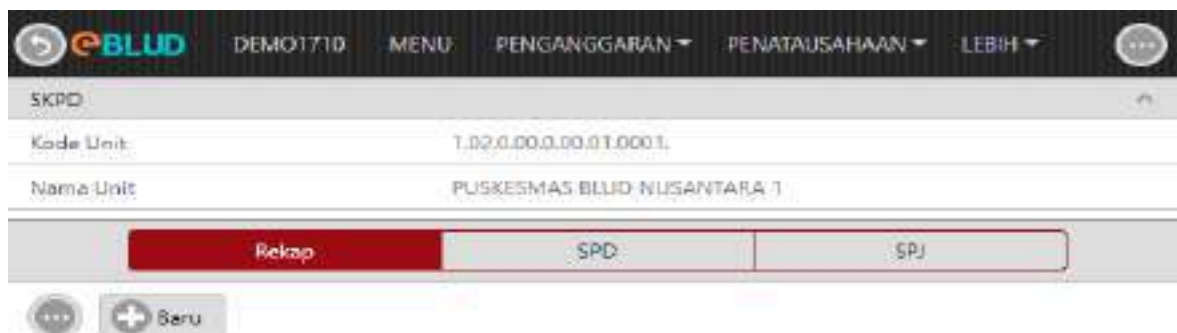 eBLUD DEMO1710 MENU PENGANGGARAN PENATAUSAHAAN LEBIH
SKPD
Kode Unit 1.02.0.00.0.00.01.0001.
Nama Unit PUSKESMAS BLUD NUSANTARA 1
Rekap SPD SPJ
Baru